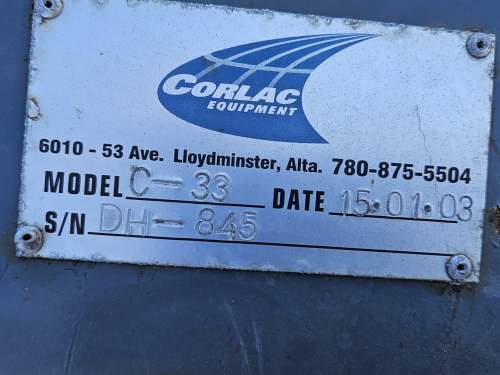 CORLAC
EQUIPMENT
6010 - 53 Ave. Lloydminster, Alta. 780-875-5504
MODEL C-33 DATE 15.01.03
S/N DH-845